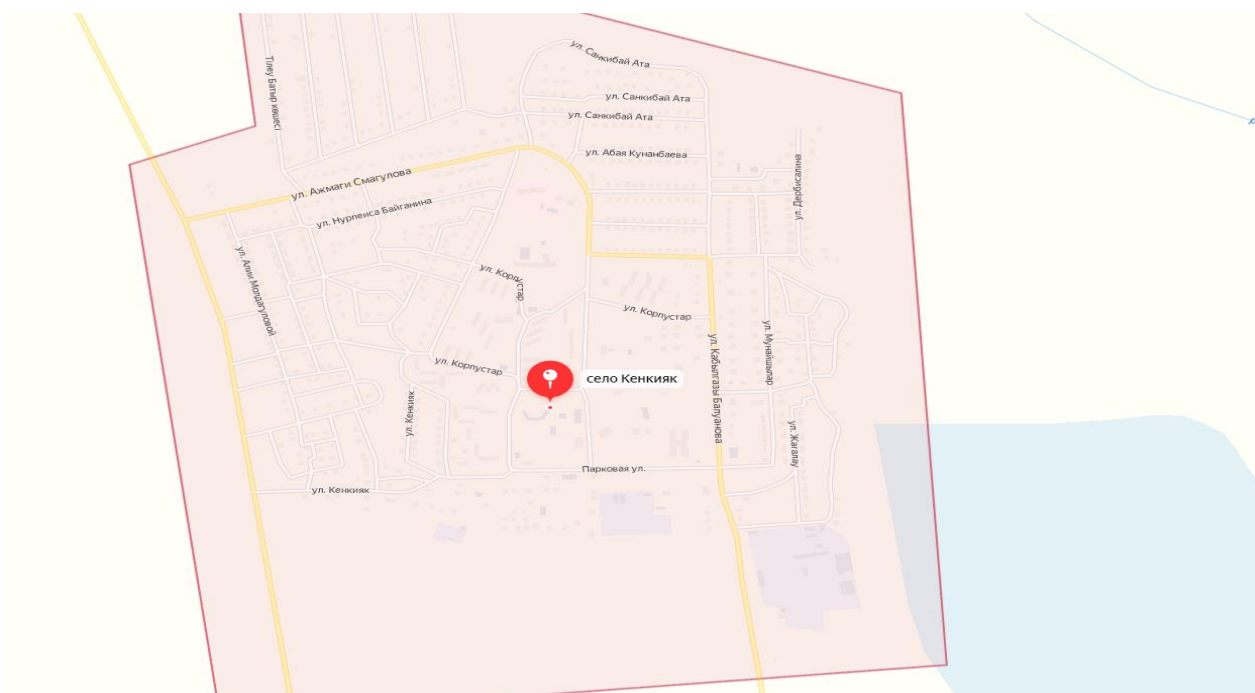 ул. Санкибай Ата
Тілеу Батыр көшесі
ул. Санкибай Ата
ул. Санкибай Ата
ул. Абая Кунанбаева
ул. Ажмаги Смагулова
ул. Дербисалина
ул. Нурпеиса Байганина
ул. Алии Молдагуловой
ул. Корпустар
ул. Корпустар
ул. Корпустар
ул. Кабылгазы Балуанова
ул. Мунайшылар
село Кенкияк
ул. Кенкияк
ул. Жагалау
Парковая ул.
ул. Кенкияк